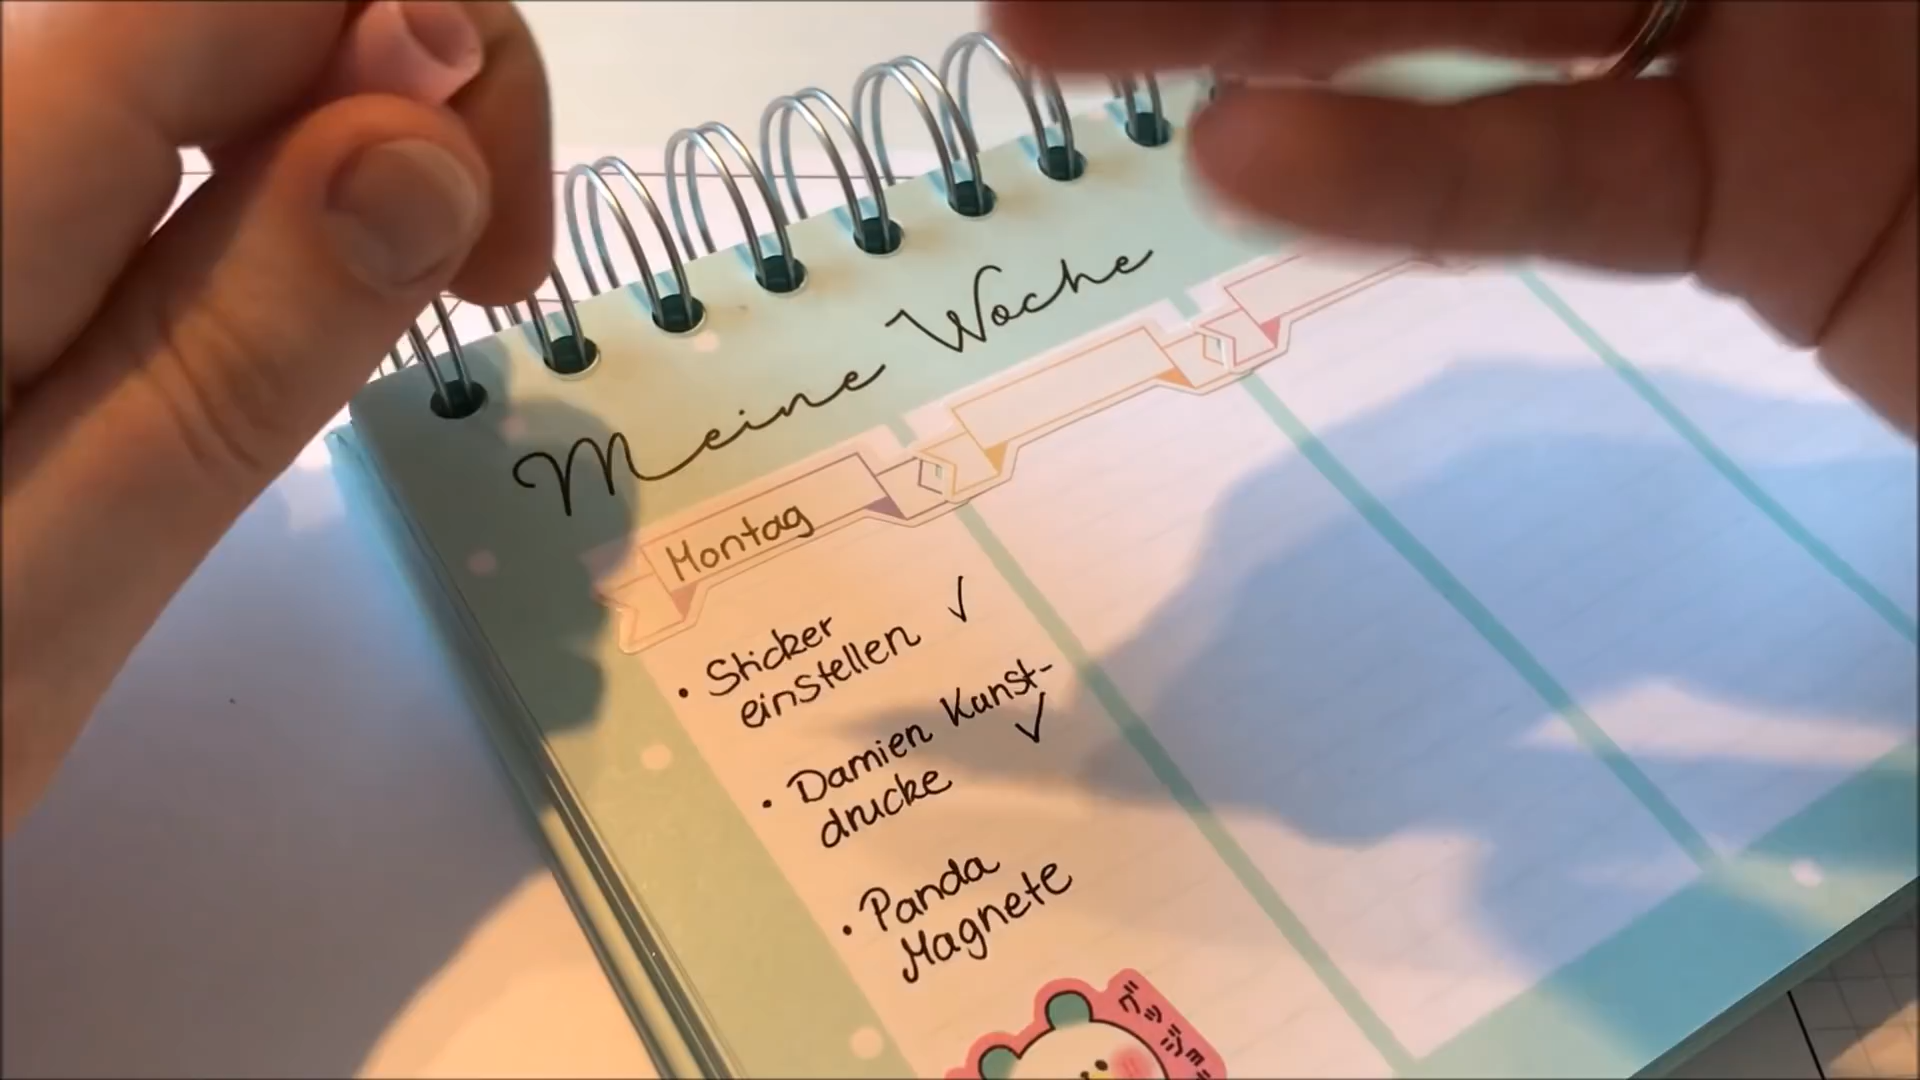 Meine Woche
Montag
• Sticker
einstellen ✓
• Damien Kunst-
drucke ✓
• Panda
Magnete